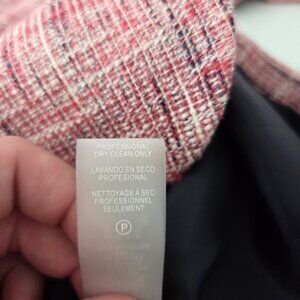 PROFESSIONAL
DRY CLEAN ONLY
LAVANDO EN SECO
PROFESIONAL
NETTOYAGE À SEC
PROFESSIONNEL
SEULEMENT
P